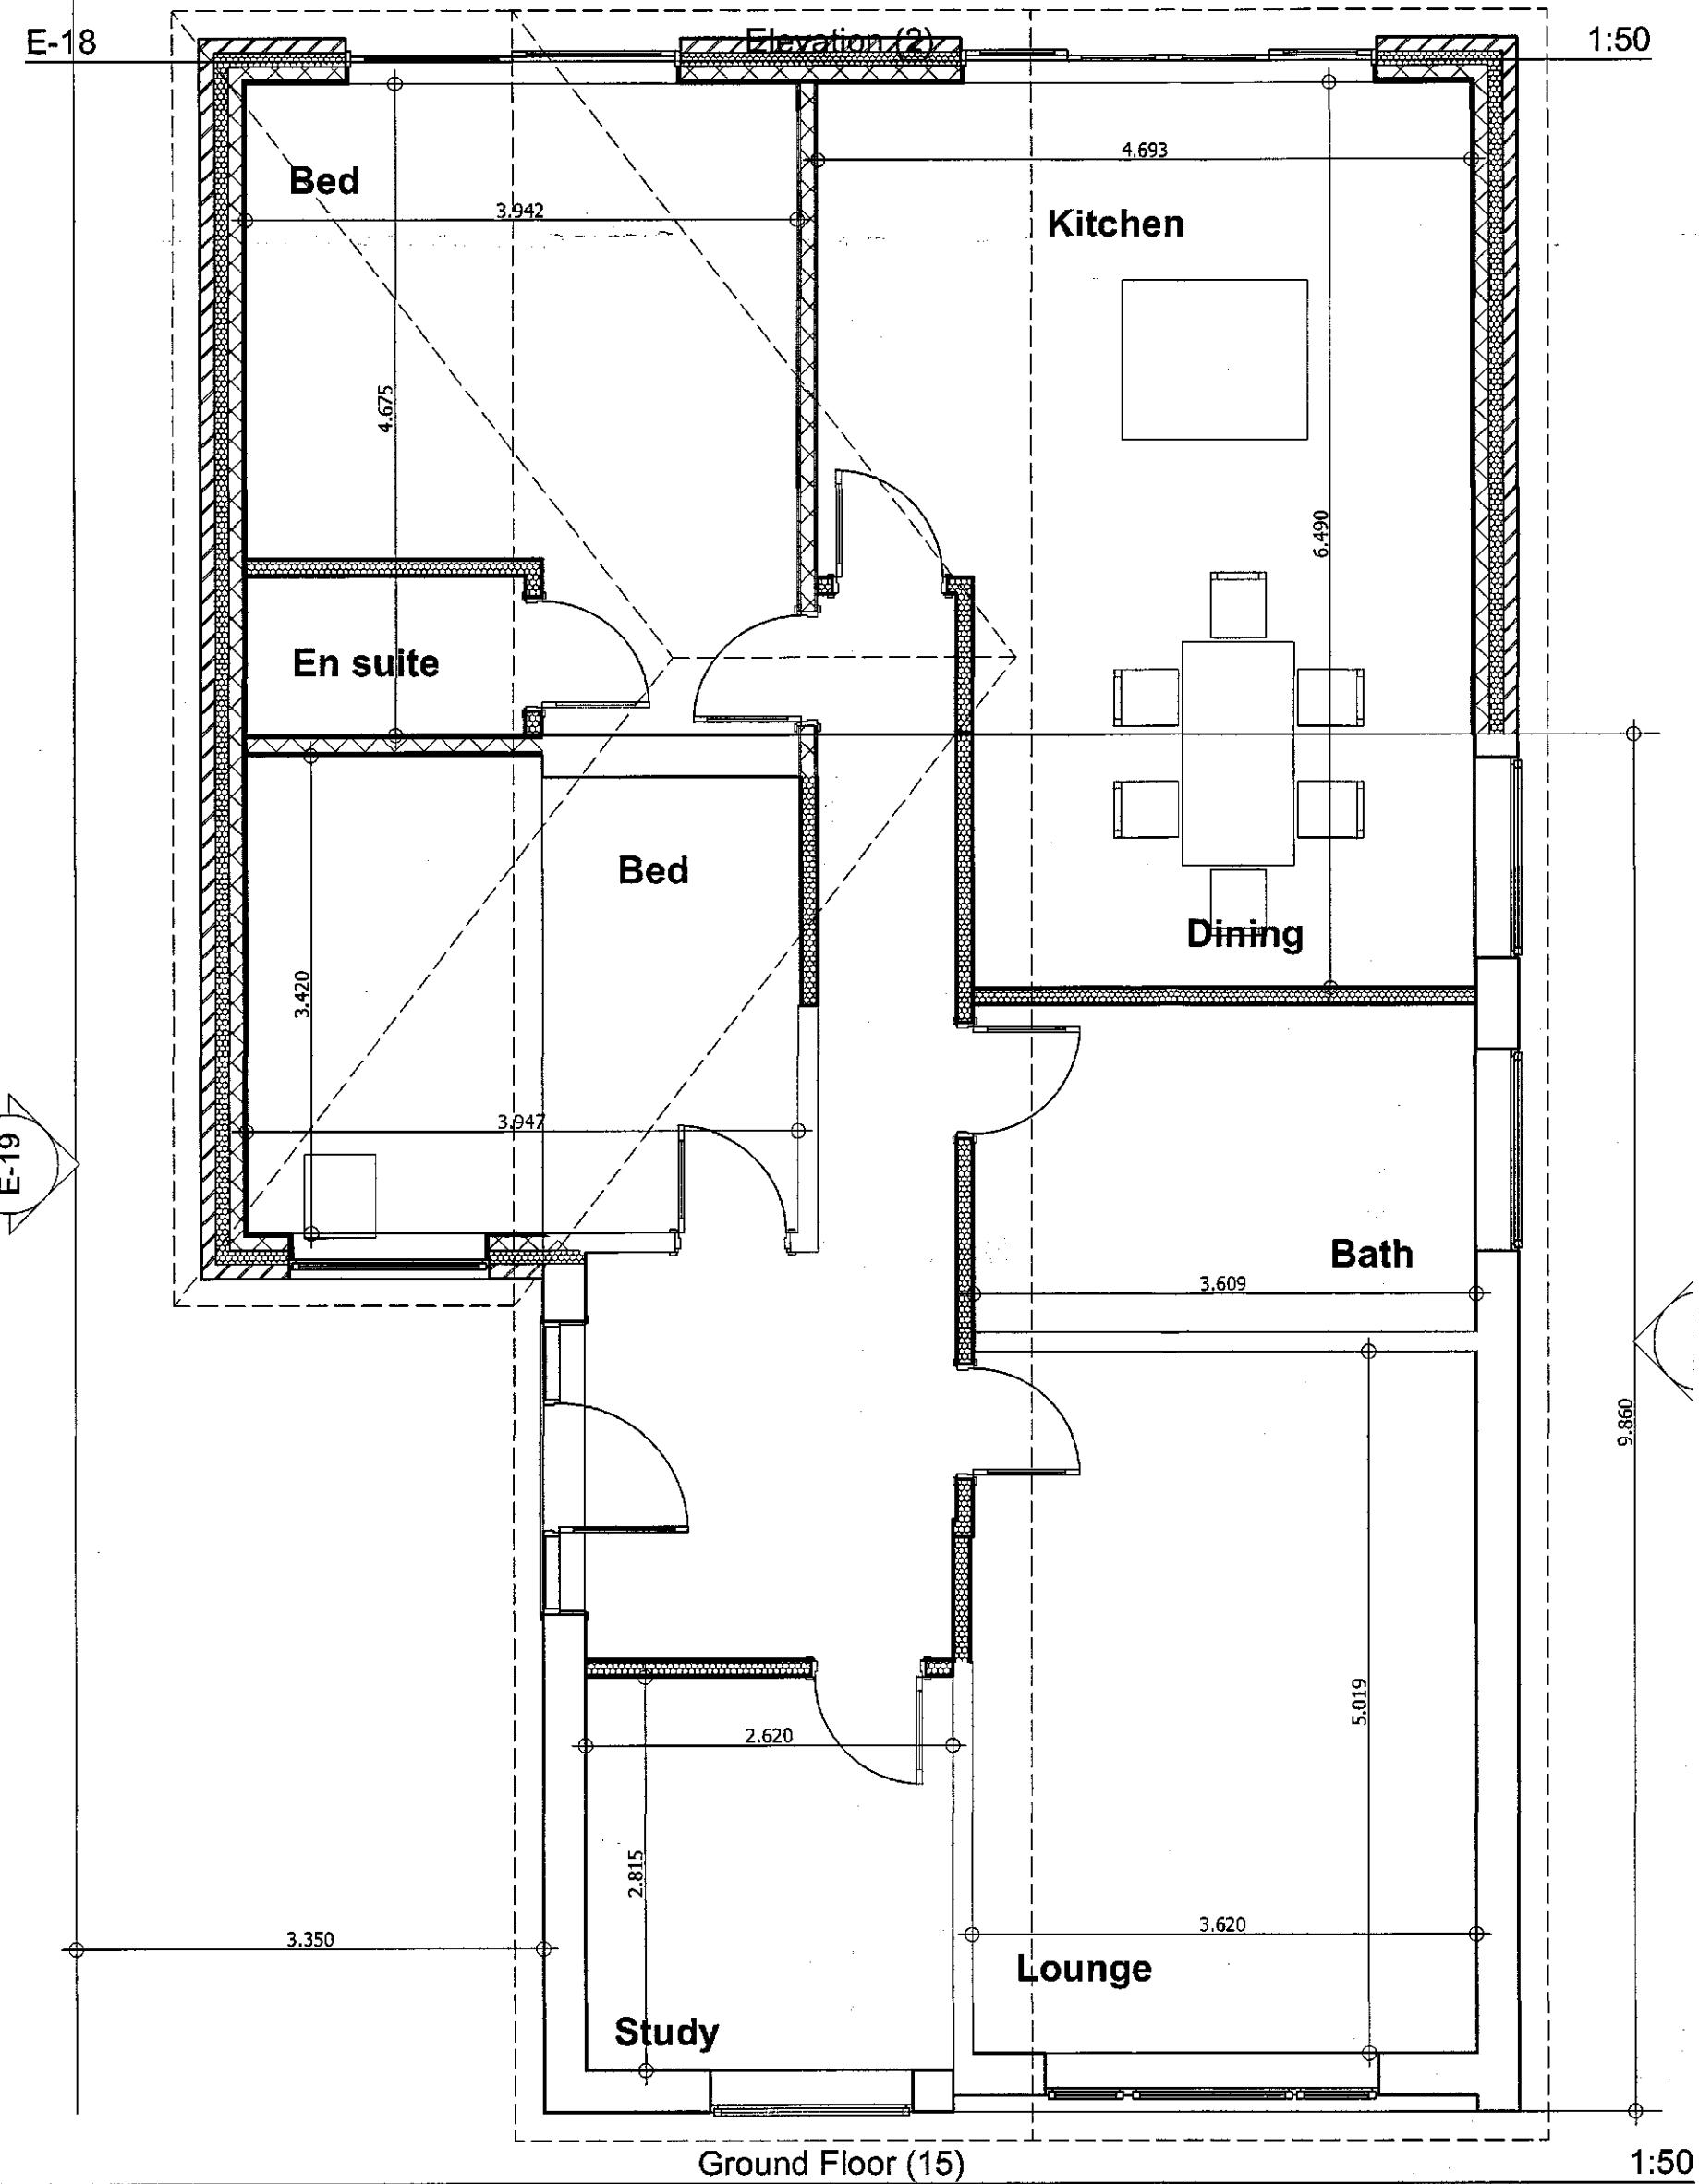 E-18
Elevation (2)
1:50
Bed
4.693
3.942
Kitchen
4.675
6.490
En suite
Bed
Dining
3.420
3.947
E-19
Bath
3.609
9.860
5.019
2.620
2.815
3.620
3.350
Lounge
Study
Ground Floor (15)
1:50